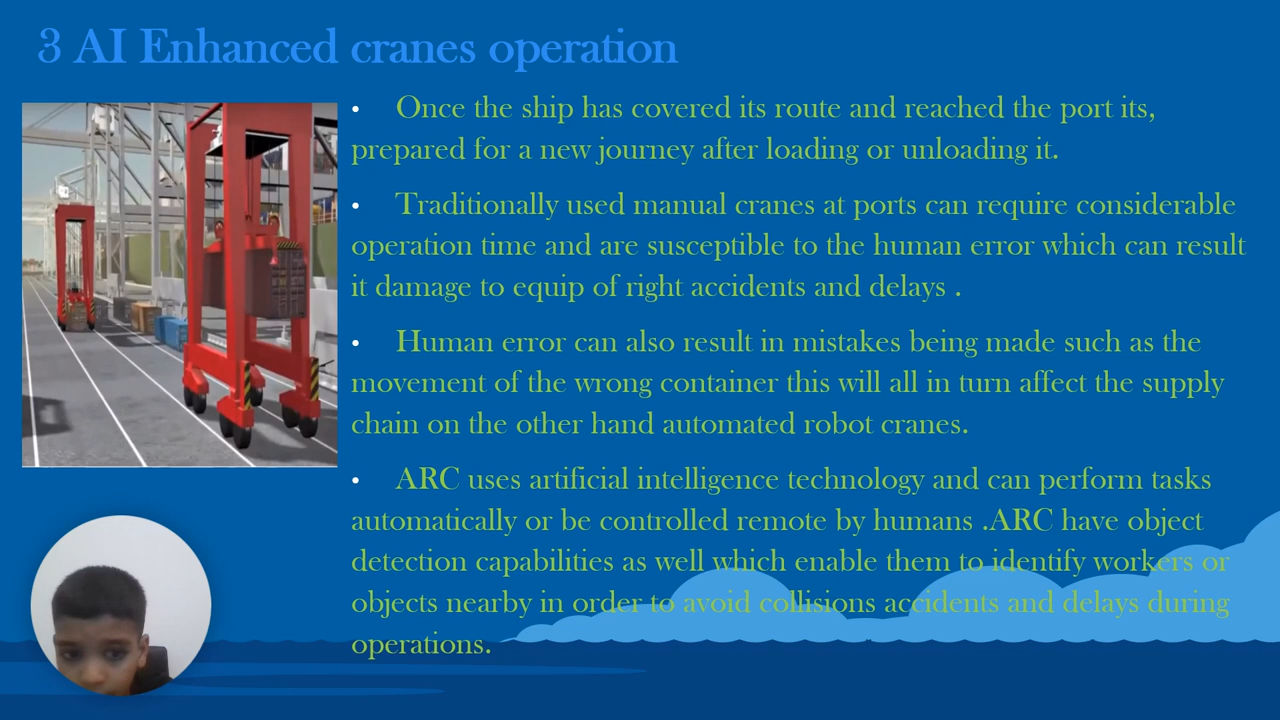 3 AI Enhanced cranes operation
• Once the ship has covered its route and reached the port its,
prepared for a new journey after loading or unloading it.
• Traditionally used manual cranes at ports can require considerable
operation time and are susceptible to the human error which can result
it damage to equip of right accidents and delays .
• Human error can also result in mistakes being made such as the
movement of the wrong container this will all in turn affect the supply
chain on the other hand automated robot cranes.
• ARC uses artificial intelligence technology and can perform tasks
automatically or be controlled remote by humans .ARC have object
detection capabilities as well which enable them to identify workers or
objects nearby in order to avoid collisions accidents and delays during
operations.